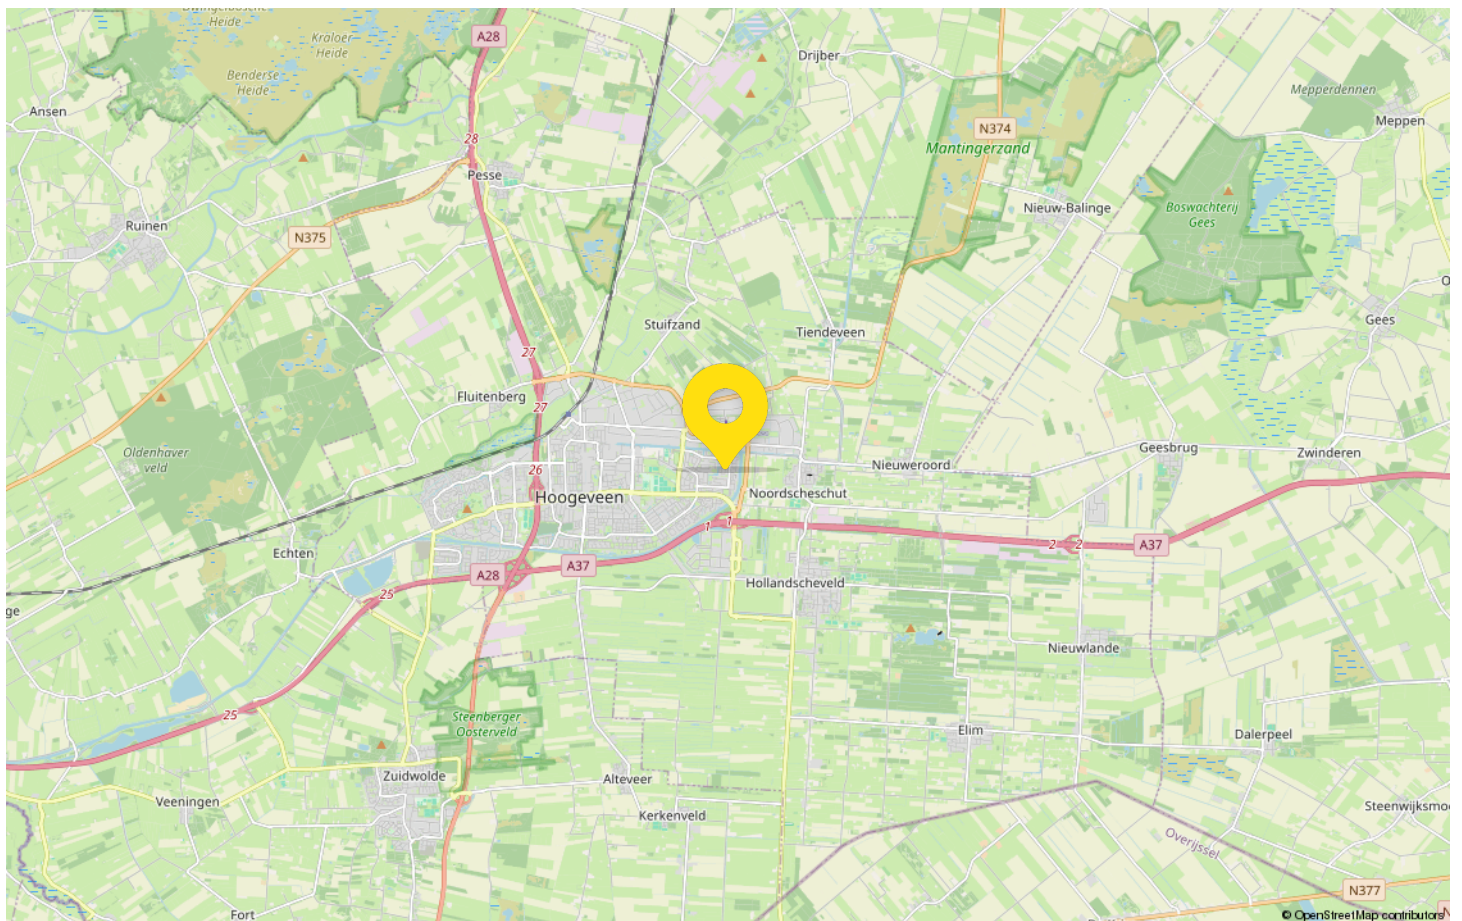 Dwingeloosche
Heide
Kraloer
Heide
A28
Drijber
Benderse
Heide
Mepperdennen
Ansen
Meppen
28
N374
Mantingerzand
Pesse
Nieuw-Balinge
Boswachterij
Gees
Ruinen
N375
O
Stuifzand
Tiendeveen
Gees
27
Fluitenberg
27
Oldenhaver
veld
Geesbrug
Zwinderen
26
Nieuweroord
Hoogeveen
Noordscheschut
1
1
Echten
2
2
A37
A37
A28
Hollandscheveld
25
ge
Nieuwlande
25
Steenberger
Oosterveld
Elim
Dalerpeel
Zuidwolde
Alteveer
Veeningen
Kerkenveld
Steenwijksmo
Overijssel
N377
Fort
© OpenStreetMap contributors